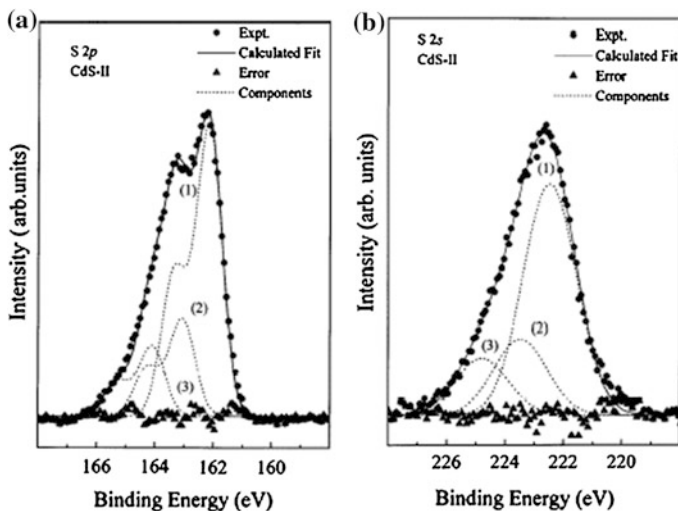 (a)
S 2p
CdS-II
Expt.
Calculated Fit
Error
Components
(1)
(2)
(3)
Intensity ( arb.units)
166 164 162 160
Binding Energy (eV)
(b)
S 2s
CdS-II
Expt.
Calculated Fit
Error
Components
(1)
(2)
(3)
Intensity (arb. units)
226 224 222 220
Binding Energy (eV)